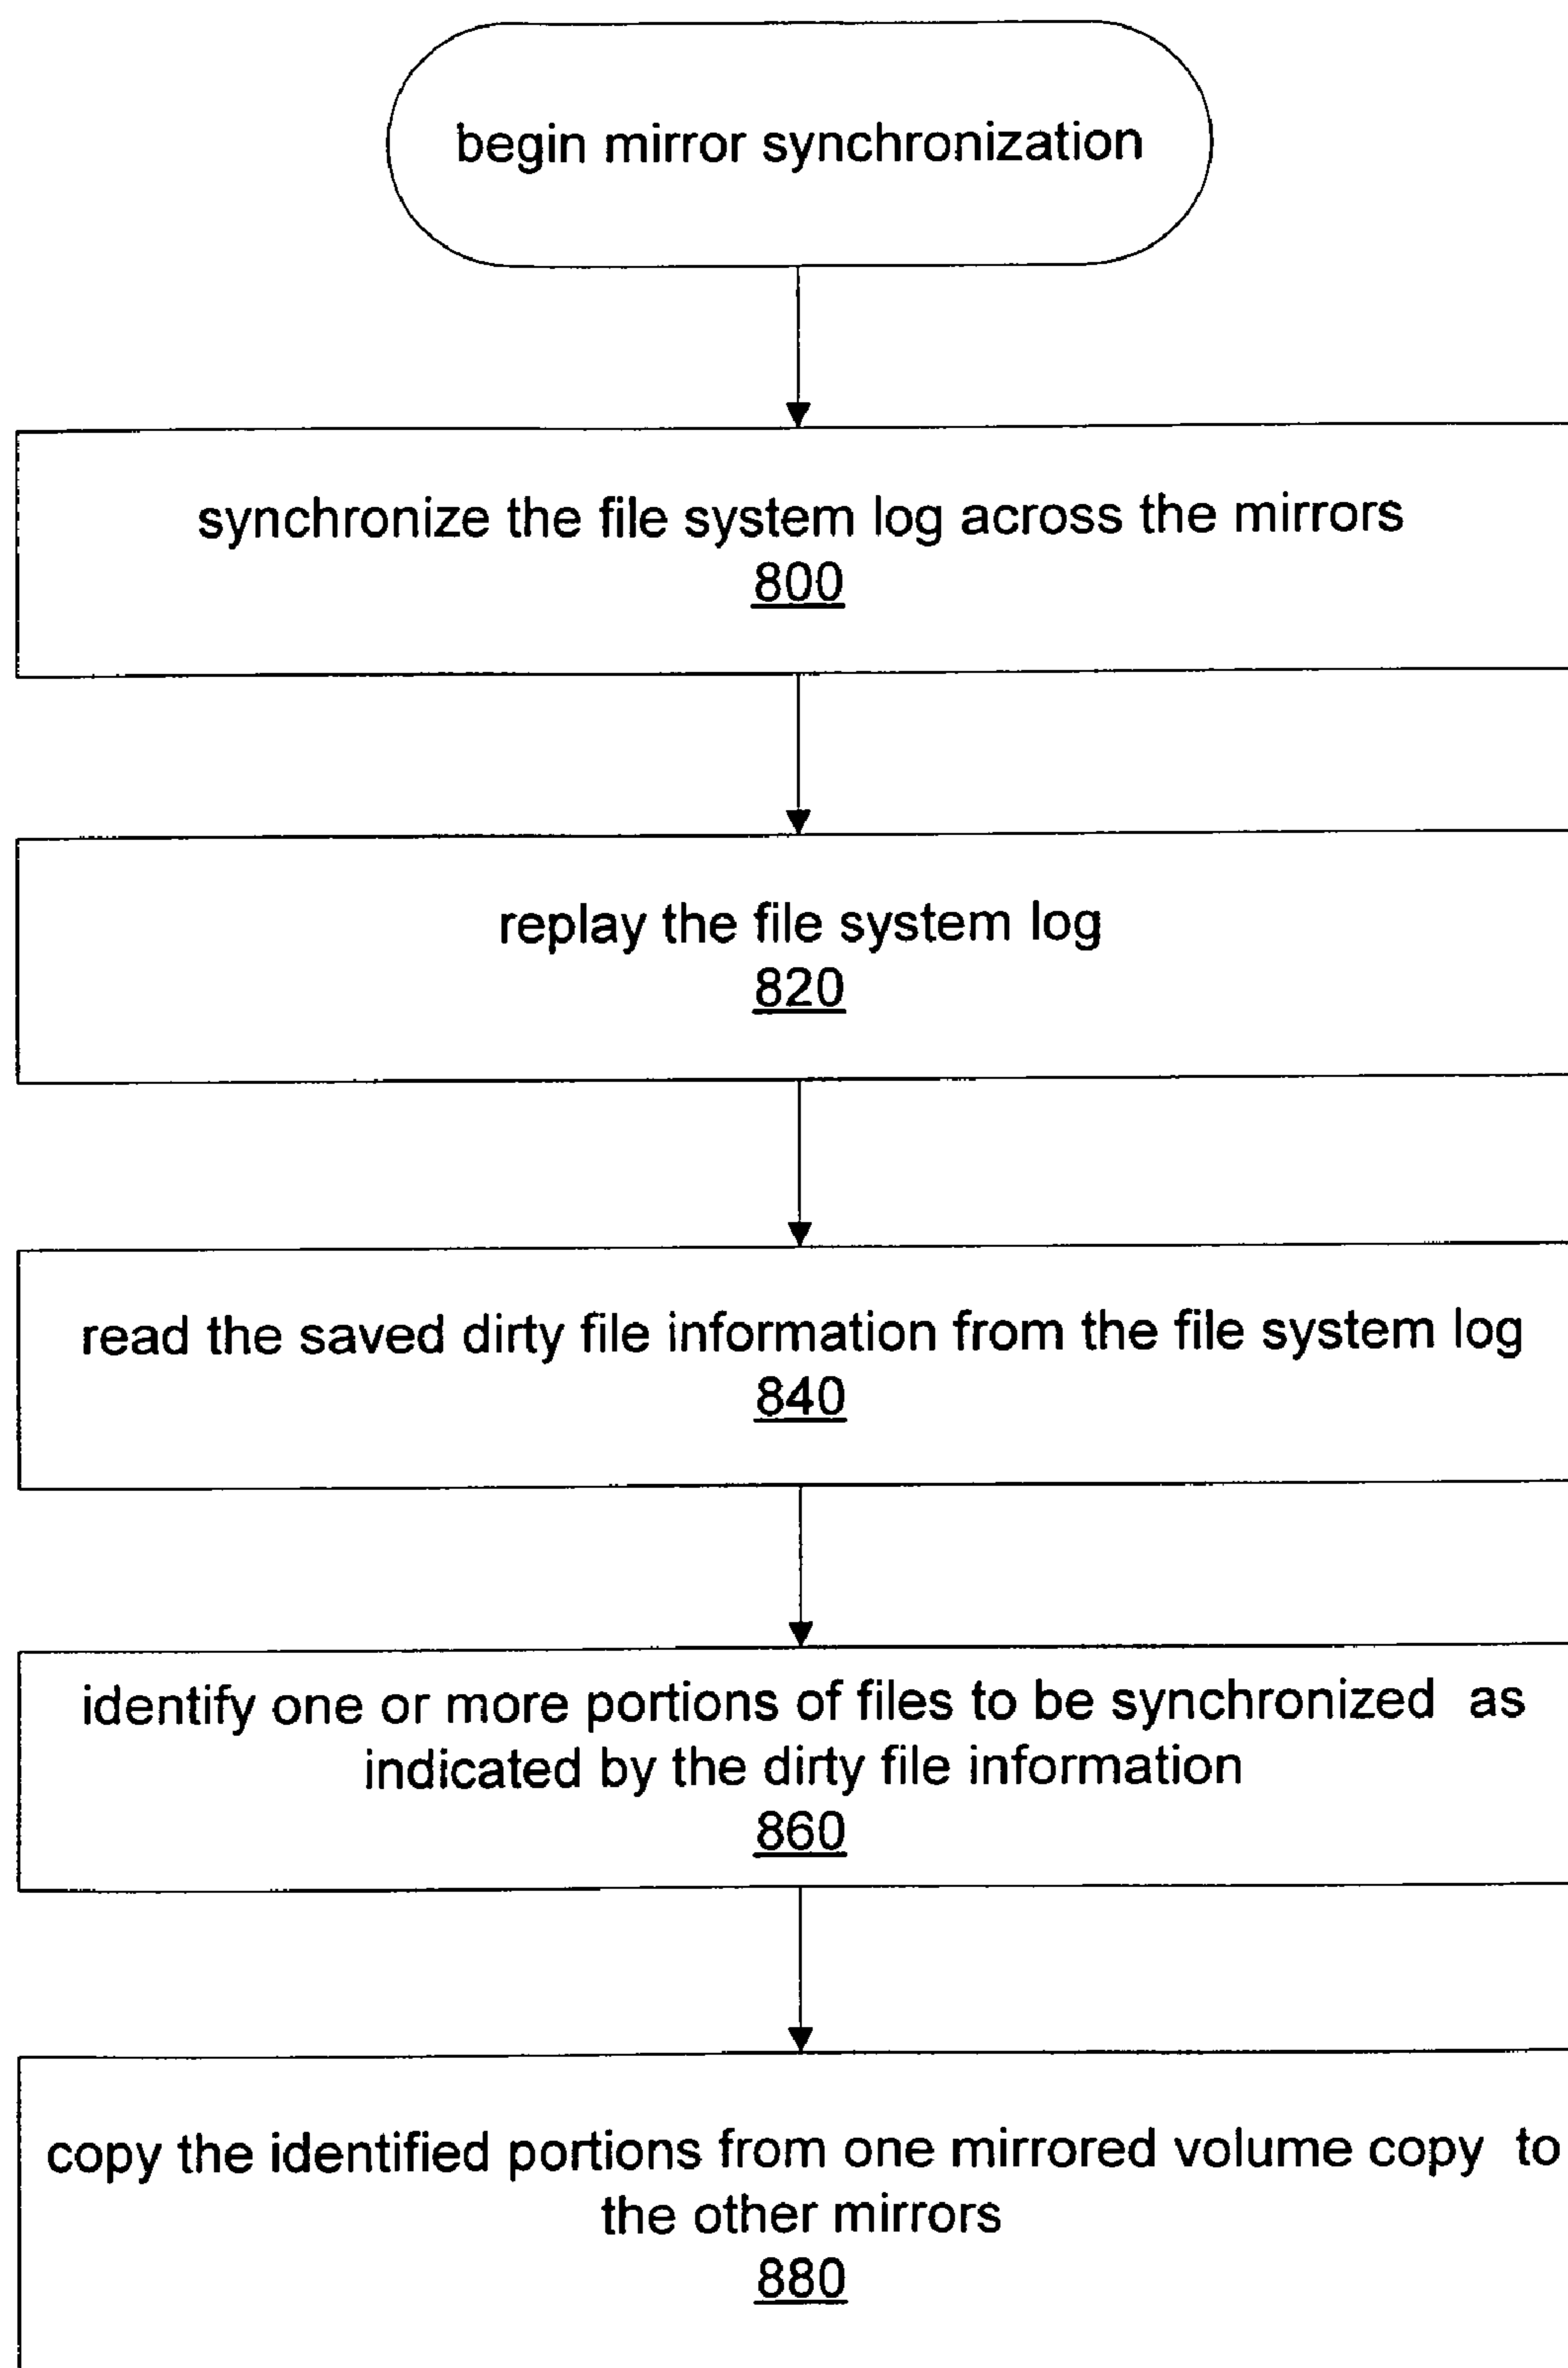 begin mirror synchronization
synchronize the file system log across the mirrors
800
replay the file system log
820
read the saved dirty file information from the file system log
840
identify one or more portions of files to be synchronized as
indicated by the dirty file information
860
copy the identified portions from one mirrored volume copy to
the other mirrors
880